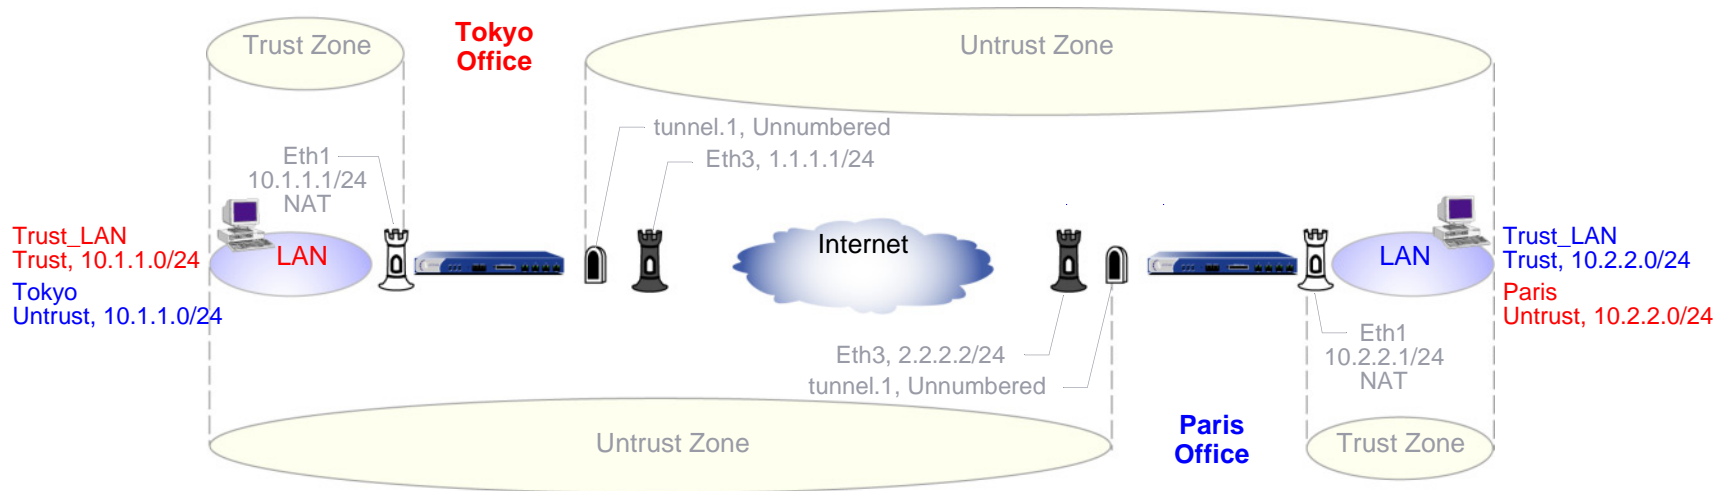 Trust Zone
Tokyo
Office
Untrust Zone
tunnel.1, Unnumbered
Eth3, 1.1.1.1/24
Eth1
10.1.1.1/24
NAT
Trust_LAN
Trust, 10.1.1.0/24
Tokyo
Untrust, 10.1.1.0/24
LAN
Internet
LAN
Trust_LAN
Trust, 10.2.2.0/24
Paris
Untrust, 10.2.2.0/24
Eth3, 2.2.2.2/24
tunnel.1, Unnumbered
Eth1
10.2.2.1/24
NAT
Untrust Zone
Paris
Office
Trust Zone